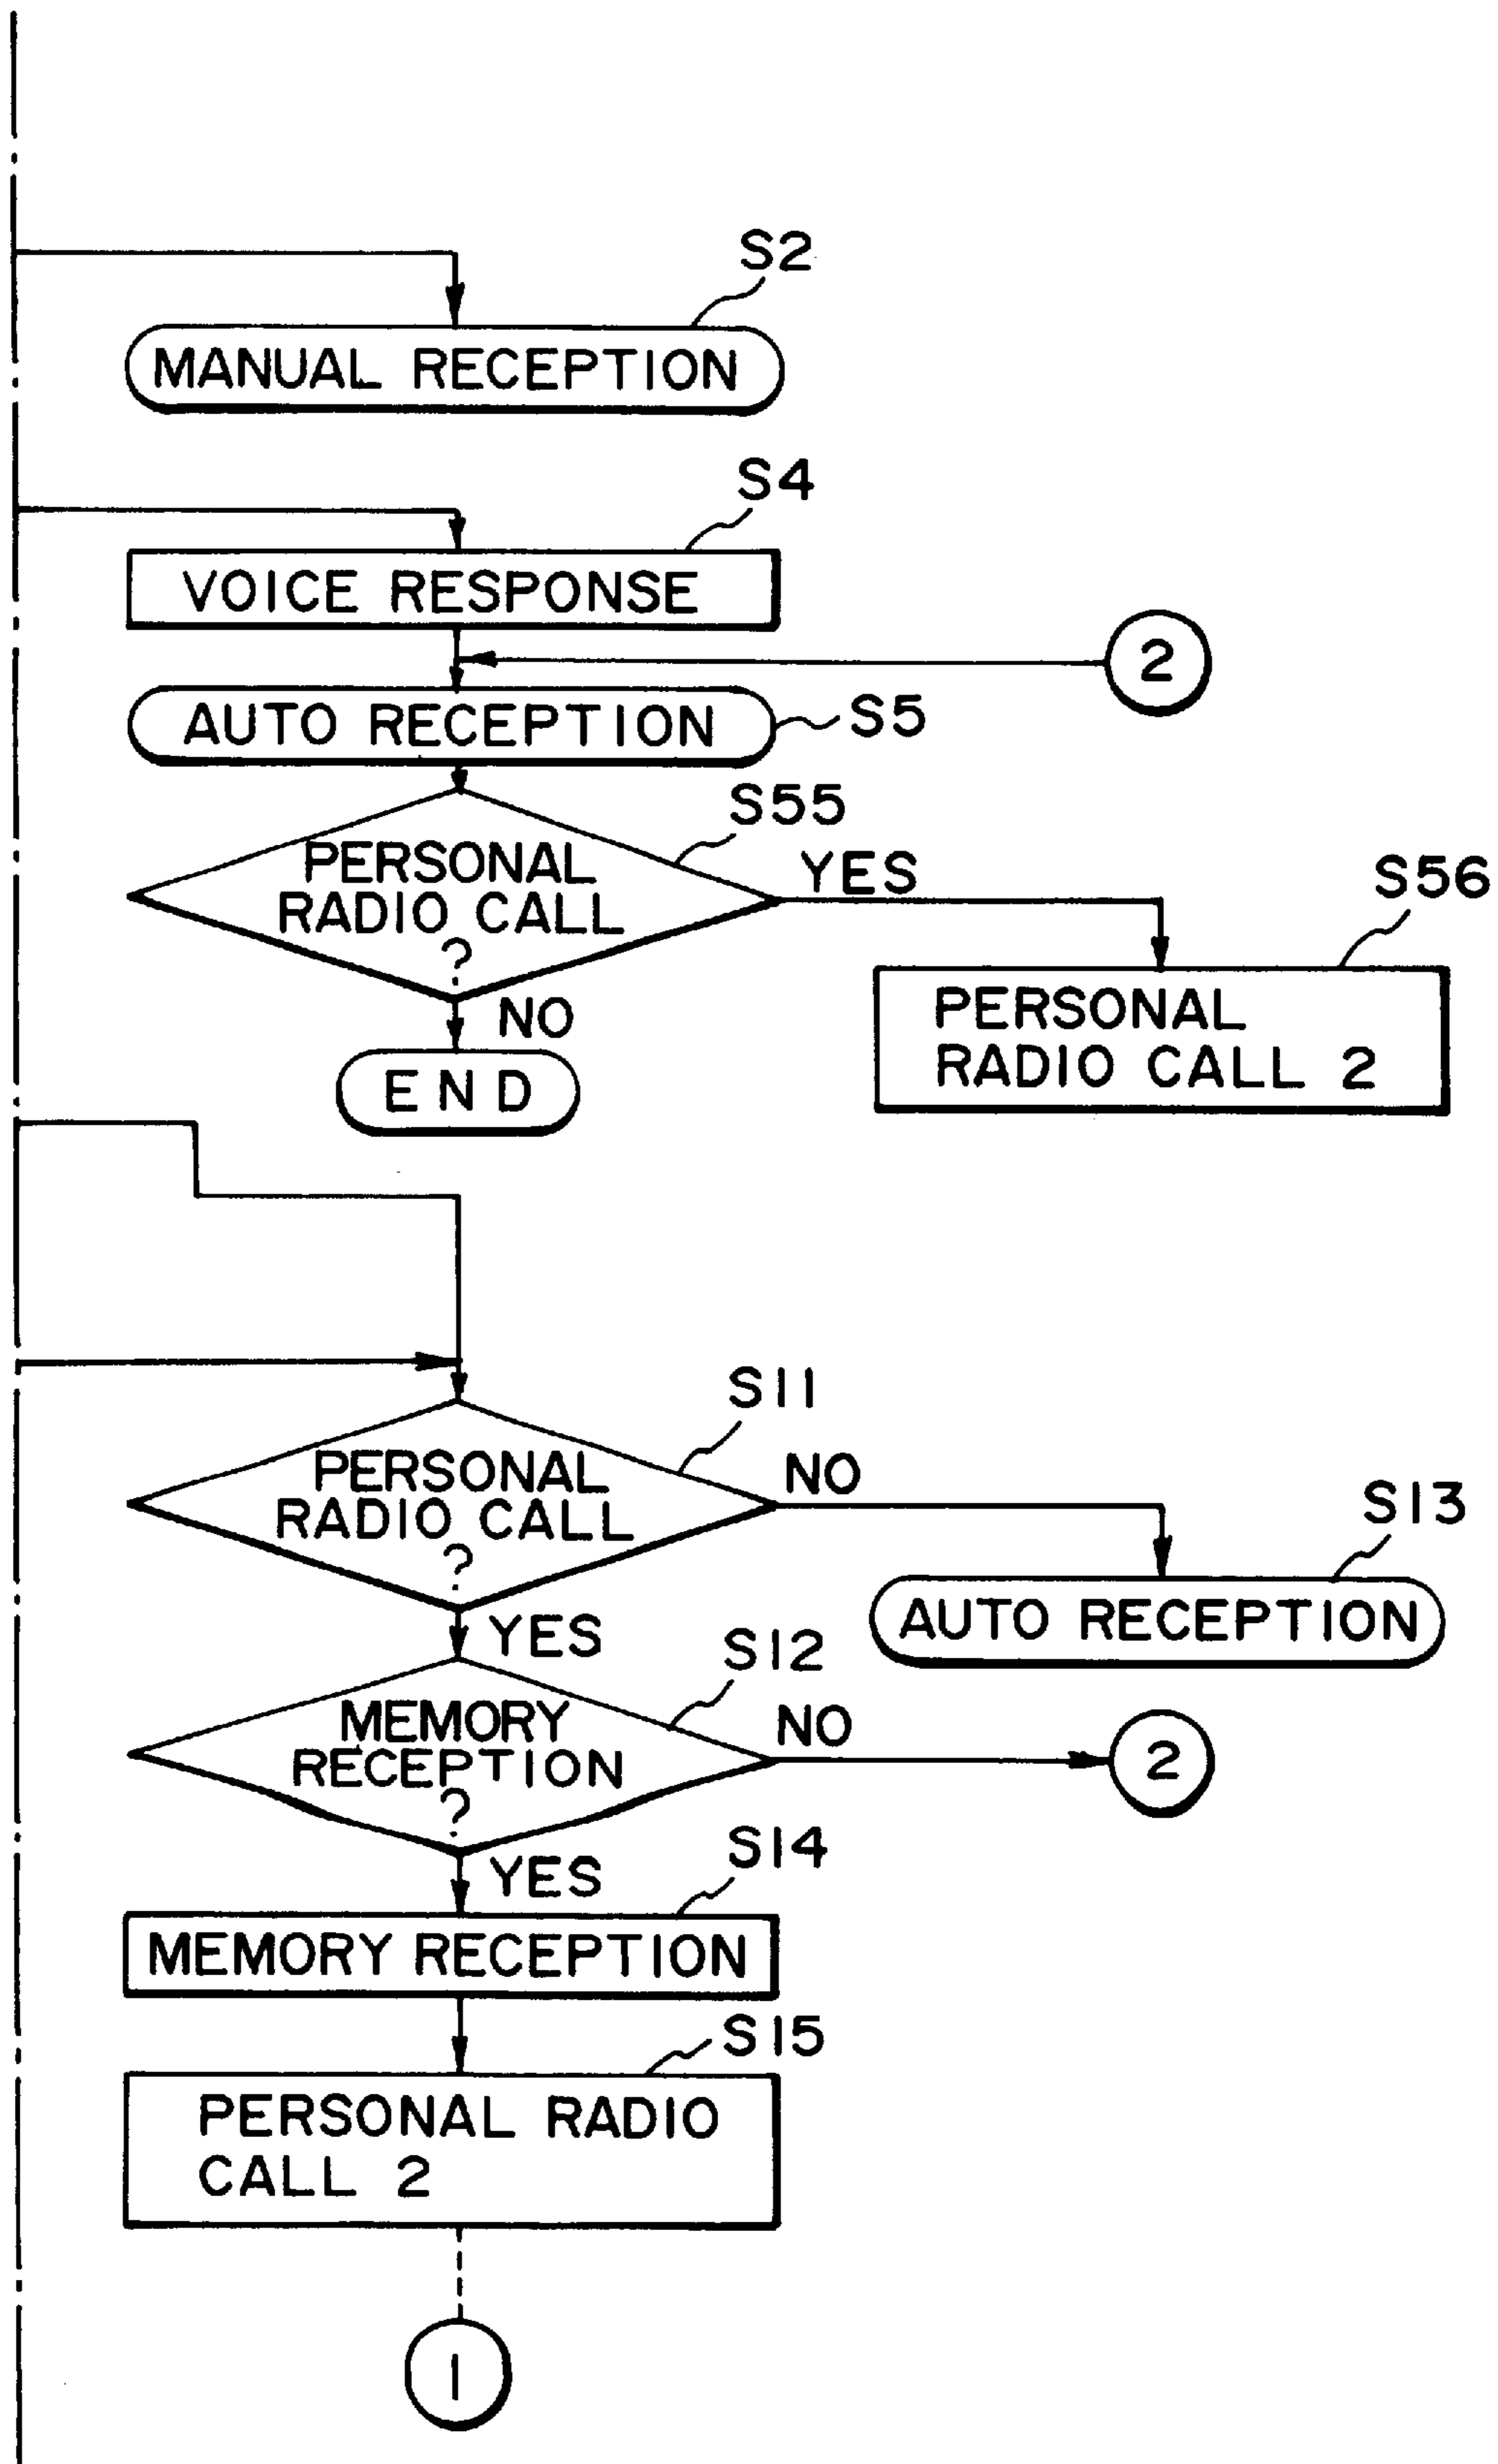 S2
MANUAL RECEPTION
S4
VOICE RESPONSE
2
AUTO RECEPTION
S5
S55
PERSONAL
RADIO CALL
?
YES
S56
NO
PERSONAL
RADIO CALL 2
END
S11
PERSONAL
RADIO CALL
?
NO
S13
AUTO RECEPTION
YES
S12
MEMORY
RECEPTION
?
NO
2
S14
YES
MEMORY RECEPTION
S15
PERSONAL RADIO
CALL 2
1